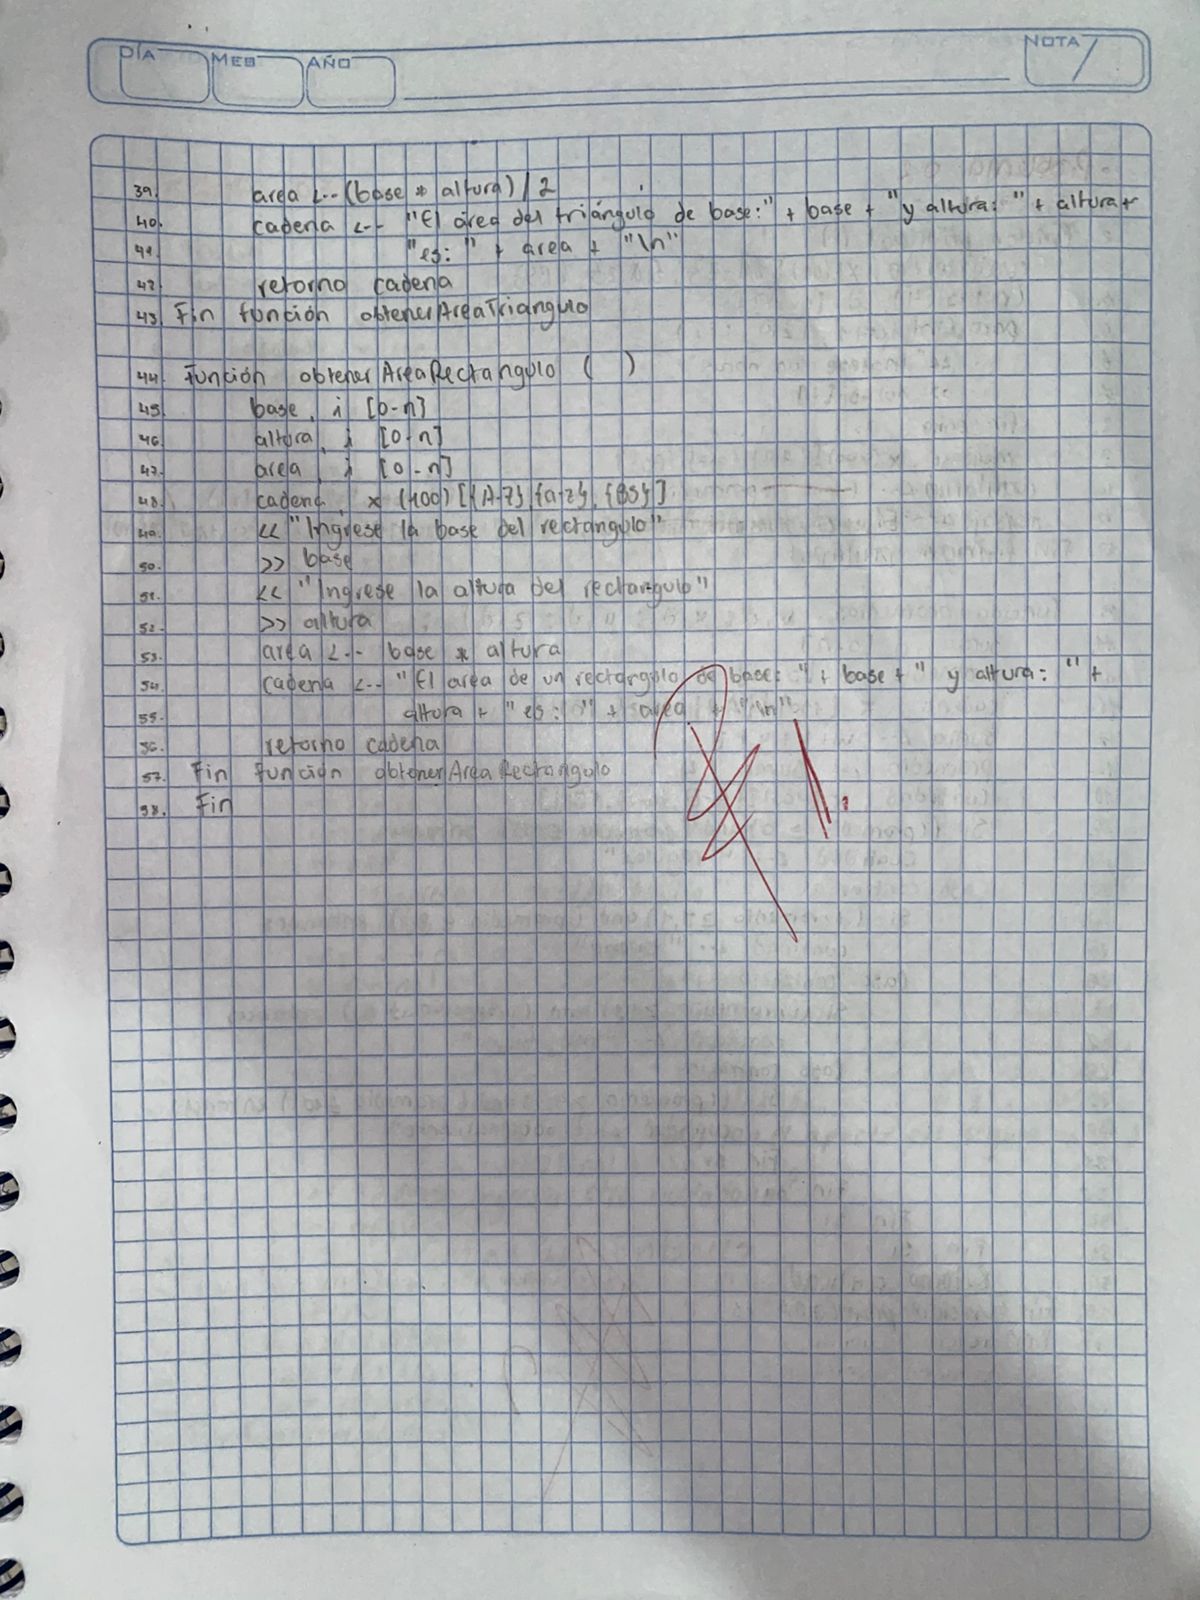 DÍA MES AÑO NOTA
39. area <-- (base * altura) / 2
40. cadena <-- "El área del triángulo de base:" + base + "y altura: " + altura +
41. "es: " + area + "\n"
42. retorno cadena
43. Fin función obtenerAreaTriangulo
44. Función obtenerAreaRectangulo ( )
45. base, i [0-n]
46. altura, i [0-n]
47. area, i [0-n]
48. cadena, x (100) [{A-Z} {a-z}, {BS}]
49. << "Ingrese la base del rectangulo"
50. >> base
51. << "Ingrese la altura del rectangulo"
52. >> altura
53. area <-- base * altura
54. cadena <-- "El area de un rectangulo de base: " + base + " y altura: " +
55. altura + " es: " + area + "\n"
56. retorno cadena
57. Fin función obtenerAreaRectangulo
58. Fin